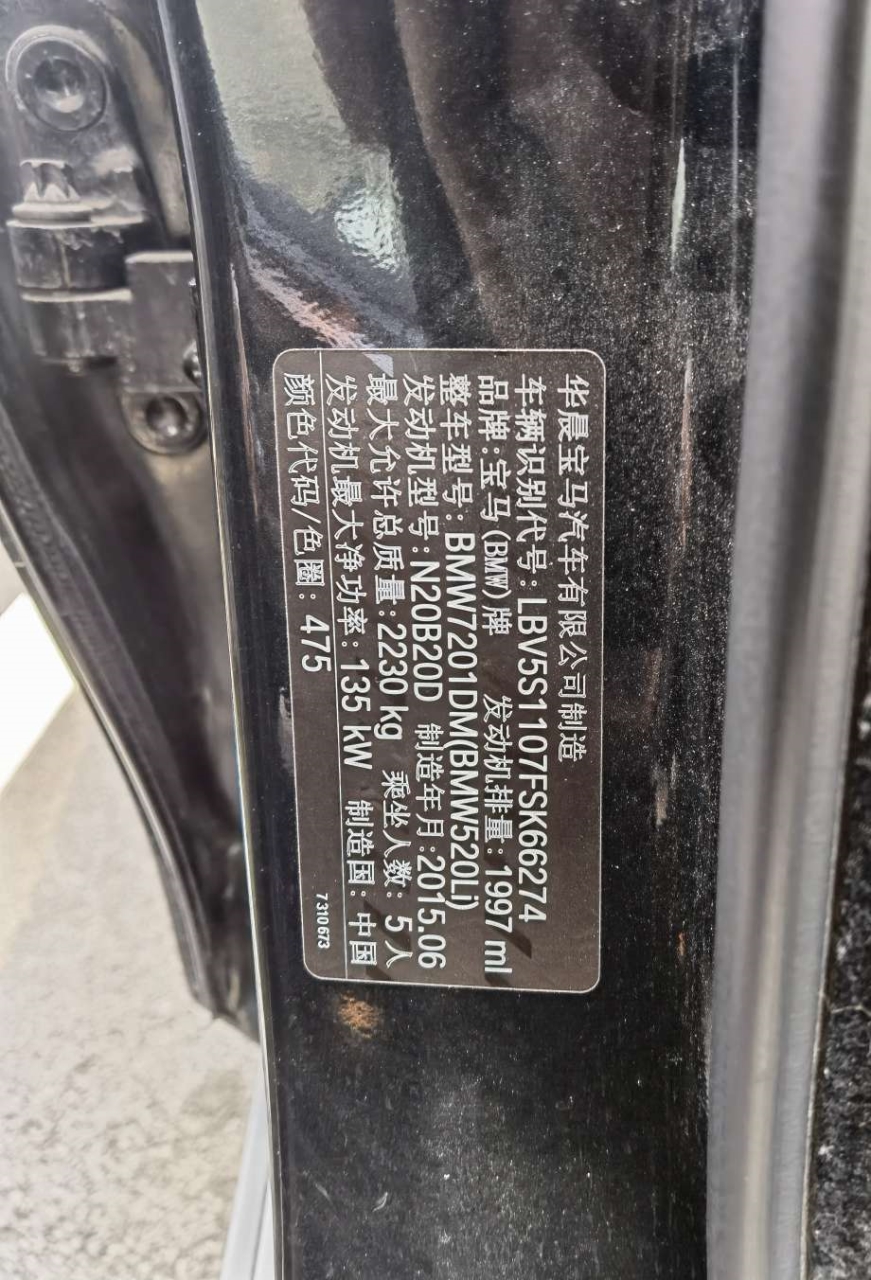 华晨宝马汽车有限公司制造
车辆识别代号: LBV5S1107FSK66274
品牌:宝马(BMW)牌 发动机排量: 1997 ml
整车型号: BMW7201DM(BMW520Li)
发动机型号: N20B20D 制造年月: 2015.06
最大允许总质量: 2230 kg 乘坐人数: 5人
发动机最大净功率: 135 kW 制造国: 中国
颜色代码/色圈: 475
7 310 673